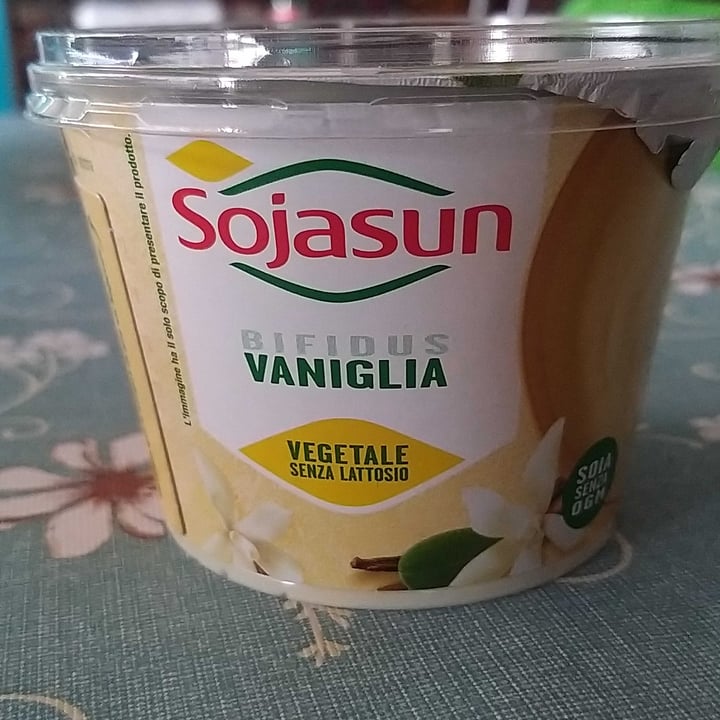 Sojasun
BIFIDUS
VANIGLIA
VEGETALE
SENZA LATTOSIO
SOIA
SENZA
OGM
L'immagine ha il solo scopo di presentare il prodotto.